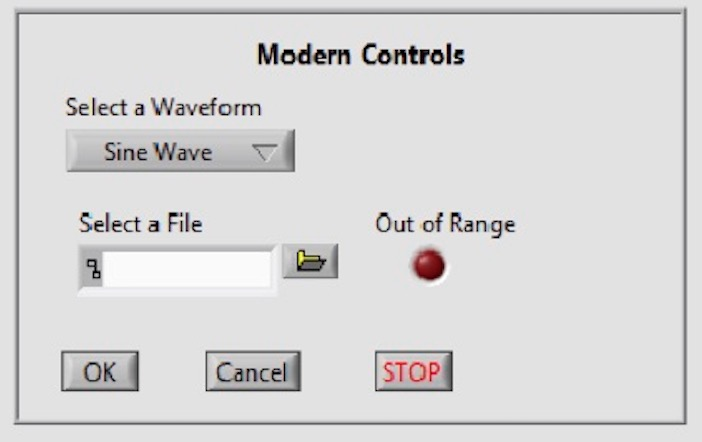 Modern Controls
Select a Waveform
Sine Wave
Select a File
Out of Range
OK
Cancel
STOP